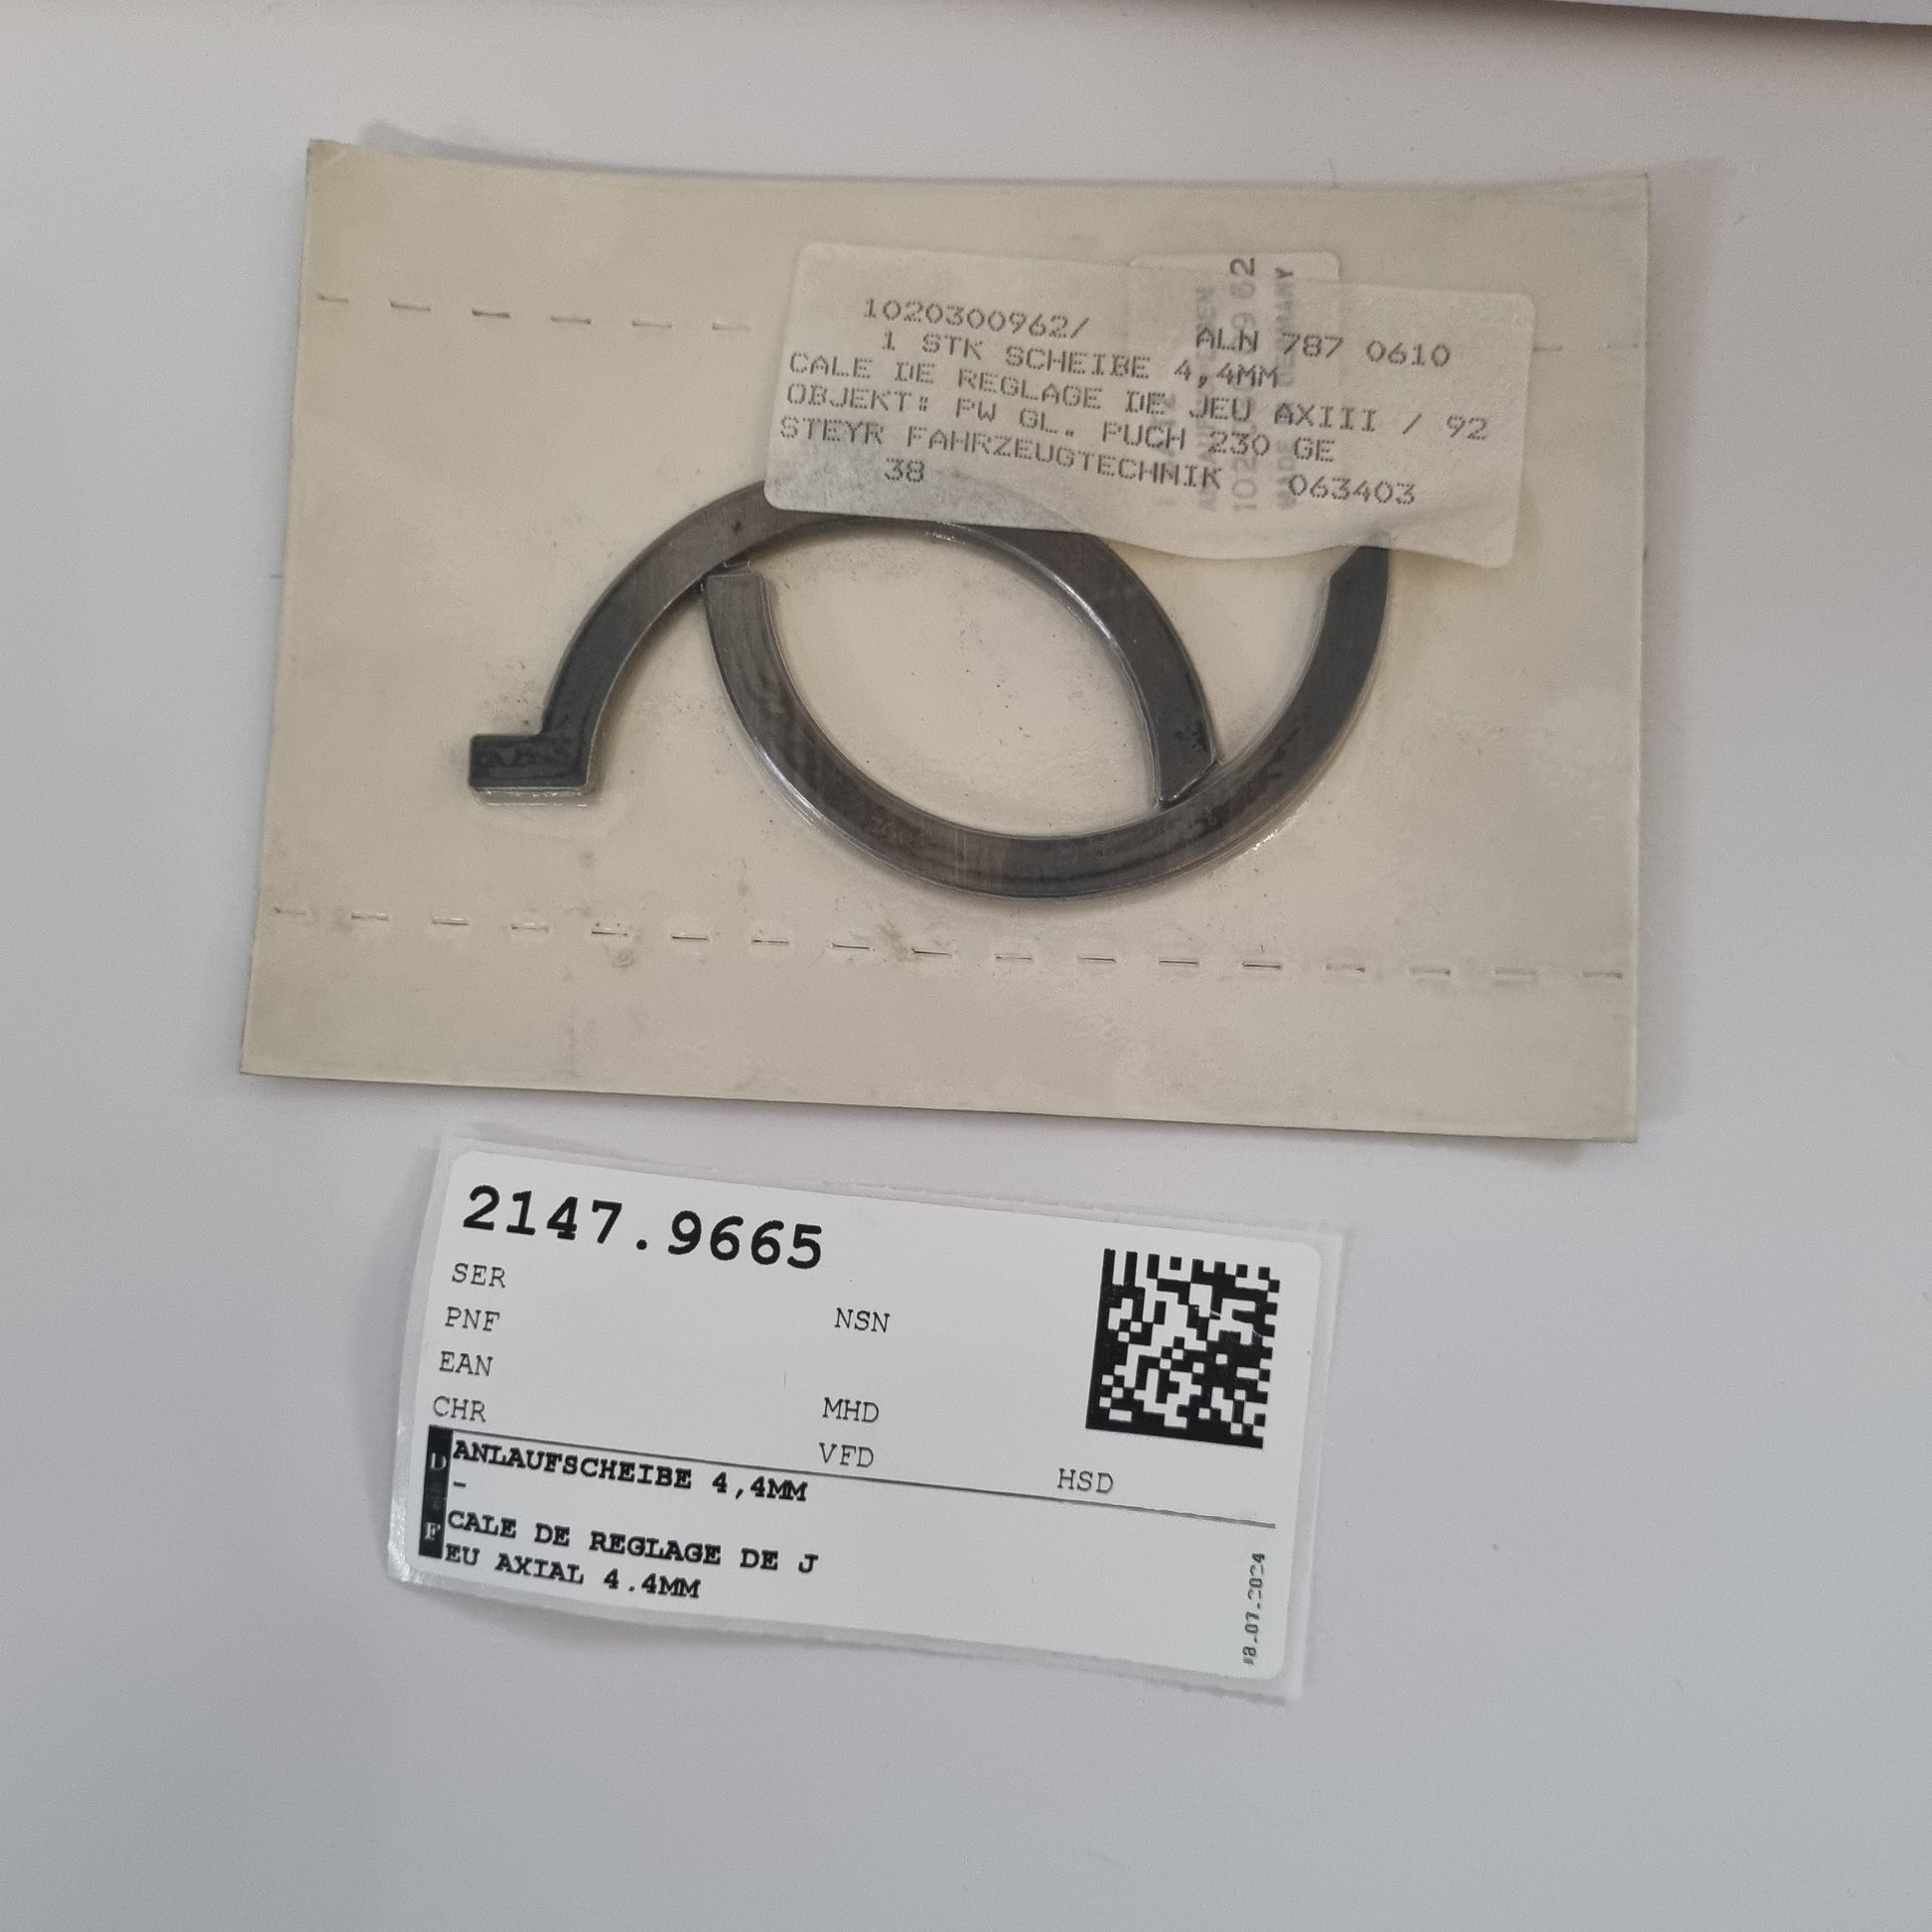 1020300962/ ALN 787 0610
1 STK SCHEIBE 4,4MM
CALE DE REGLAGE DE JEU AXIII / 92
OBJEKT: PW GL. PUCH 230 GE
STEYR FAHRZEUGTECHNIK 063403
38
MADE GERMANY
2147.9665
SER
PNF NSN
EAN
CHR MHD
VFD HSD
D ANLAUFSCHEIBE 4,4MM
-
F CALE DE REGLAGE DE J
EU AXIAL 4.4MM